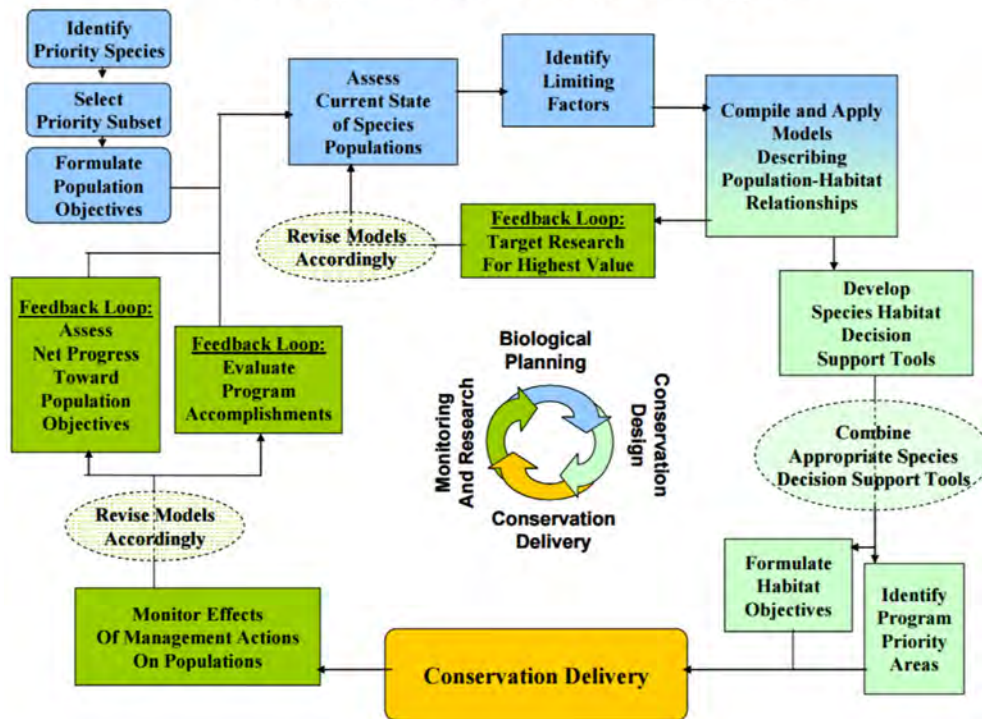 Identify
Priority Species
Select
Priority Subset
Formulate
Population
Objectives
Assess
Current State
of Species
Populations
Identify
Limiting
Factors
Compile and Apply
Models
Describing
Population-Habitat
Relationships
Feedback Loop:
Target Research
For Highest Value
Revise Models
Accordingly
Develop
Species Habitat
Decision
Support Tools
Combine
Appropriate Species
Decision Support Tools
Formulate
Habitat
Objectives
Identify
Program
Priority
Areas
Conservation Delivery
Monitor Effects
Of Management Actions
On Populations
Revise Models
Accordingly
Feedback Loop:
Assess
Net Progress
Toward
Population
Objectives
Feedback Loop:
Evaluate
Program
Accomplishments
Biological
Planning
Conservation
Design
Conservation
Delivery
Monitoring
And Research